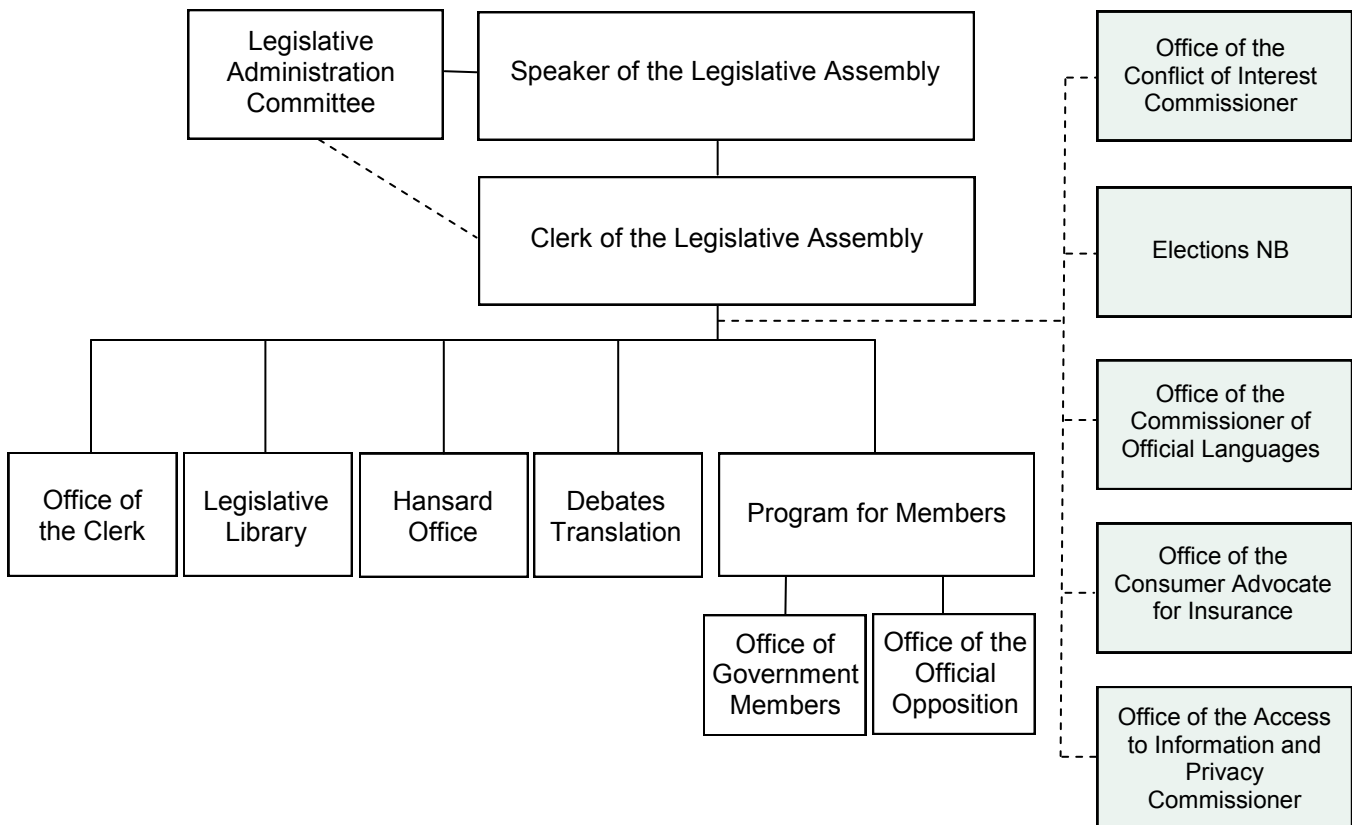 Legislative
Administration
Committee
Speaker of the Legislative Assembly
Clerk of the Legislative Assembly
Office of
the Clerk
Legislative
Library
Hansard
Office
Debates
Translation
Program for Members
Office of
Government
Members
Office of the
Official
Opposition
Office of the
Conflict of Interest
Commissioner
Elections NB
Office of the
Commissioner of
Official Languages
Office of the
Consumer Advocate
for Insurance
Office of the Access
to Information and
Privacy
Commissioner